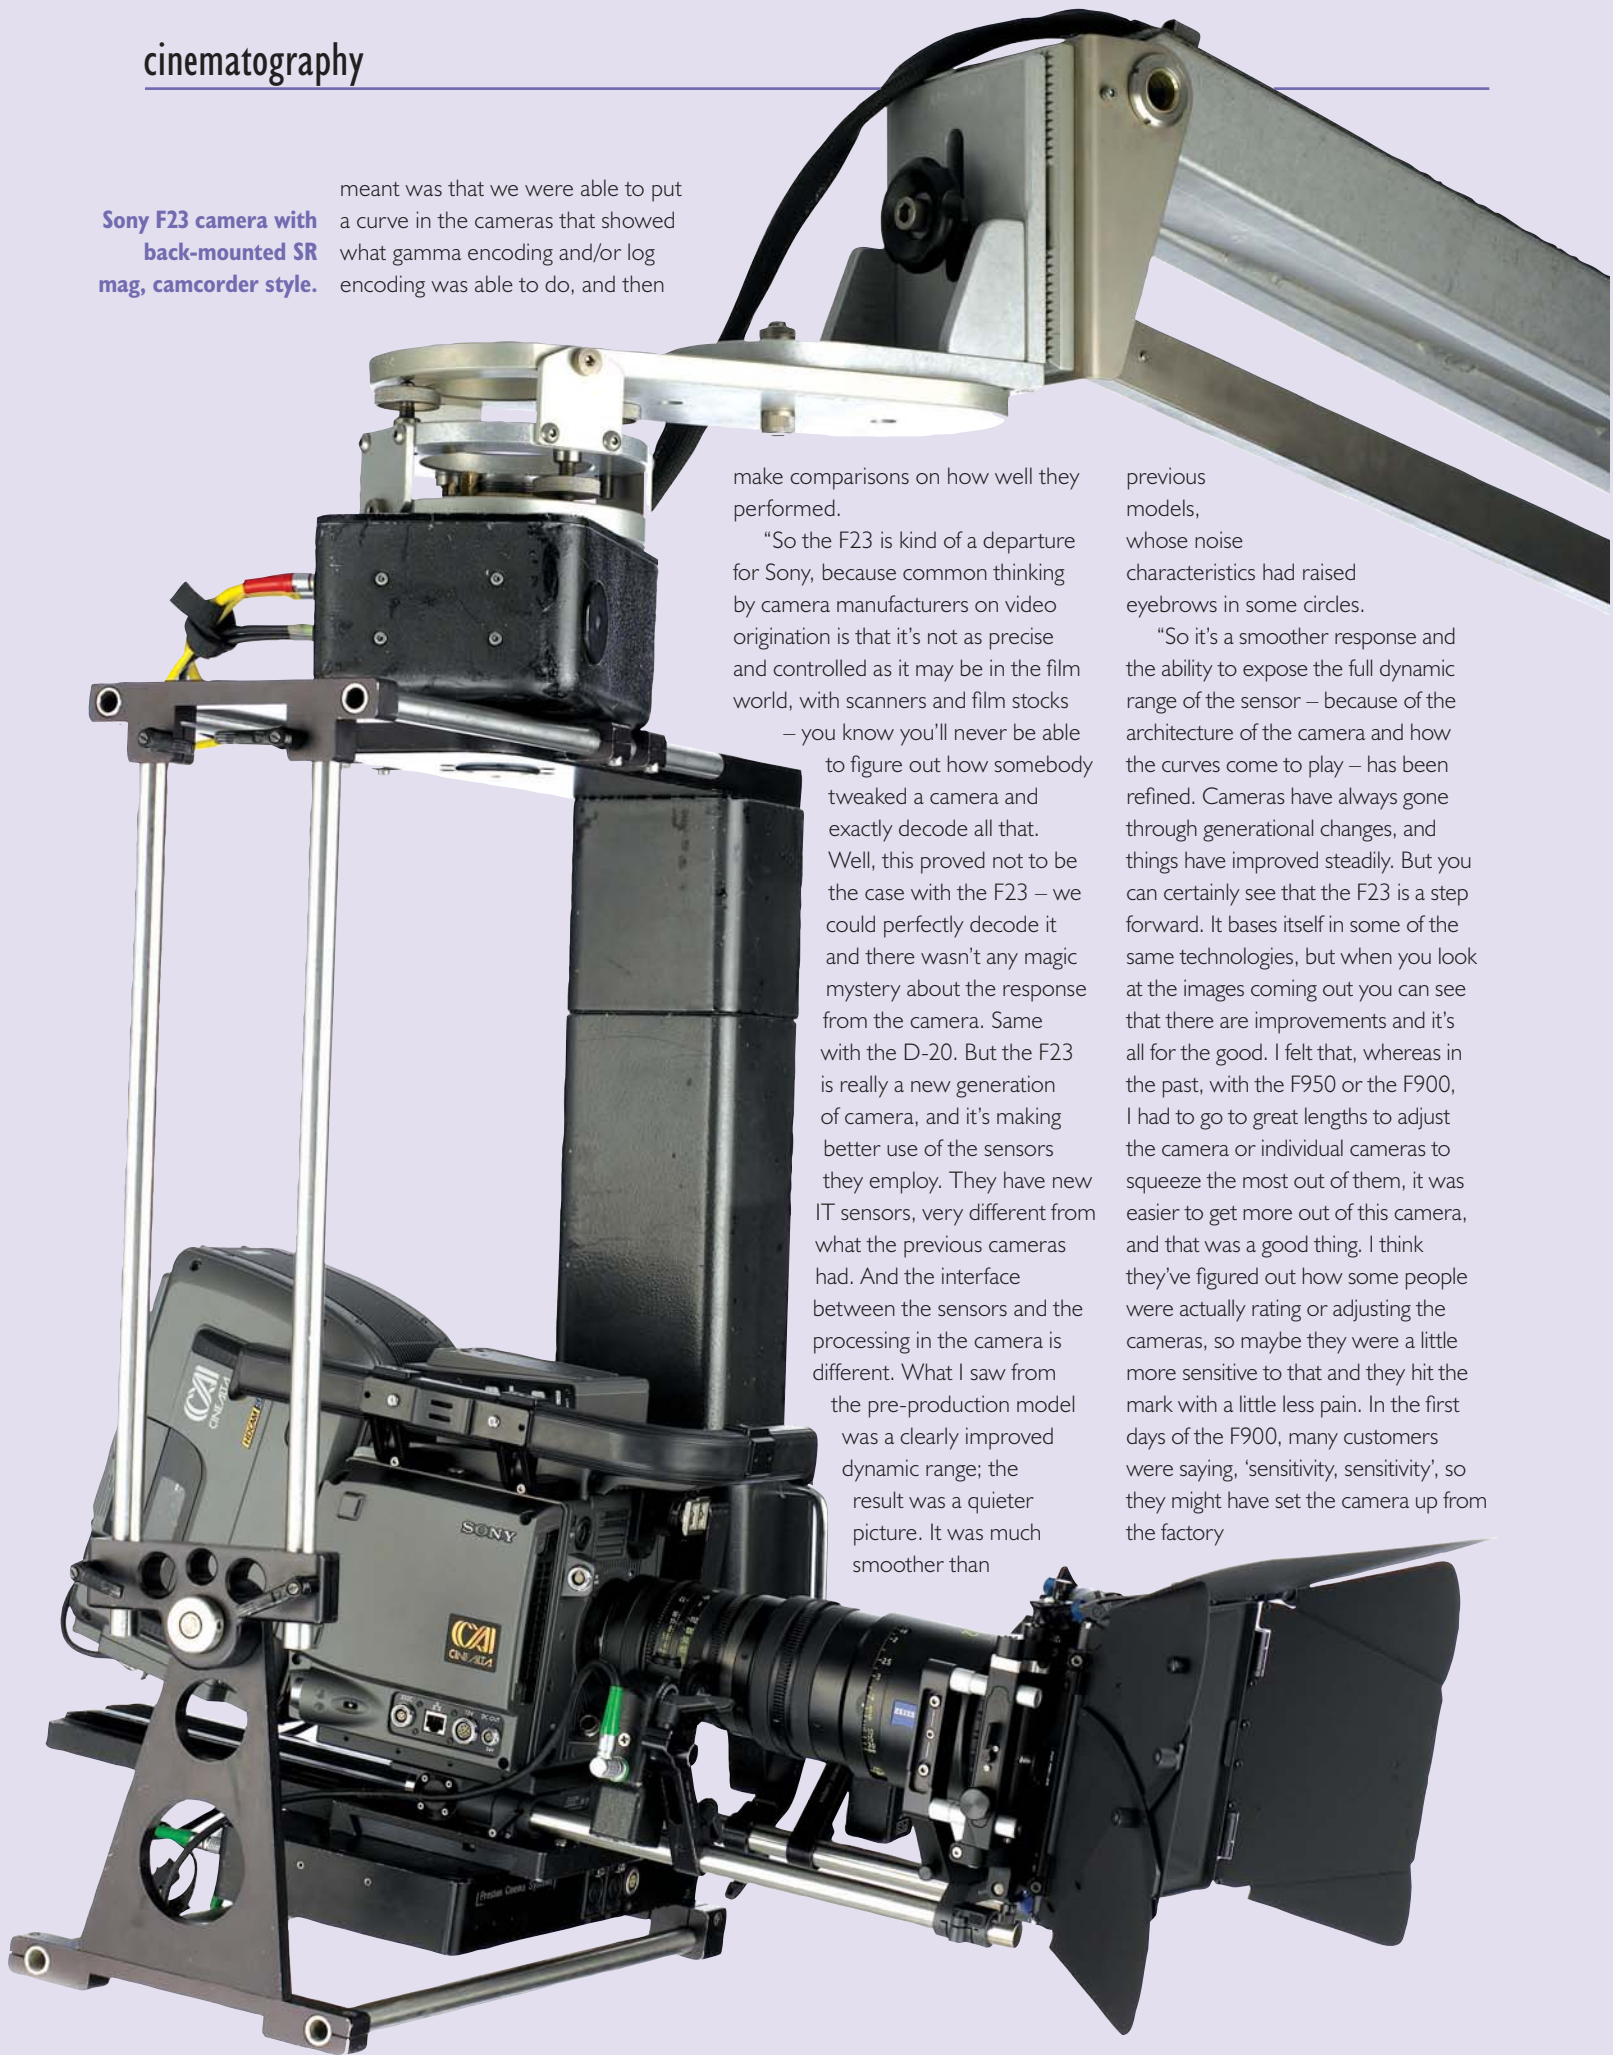 cinematography
Sony F23 camera with
back-mounted SR
mag, camcorder style.
meant was that we were able to put
a curve in the cameras that showed
what gamma encoding and/or log
encoding was able to do, and then
make comparisons on how well they
performed.
“So the F23 is kind of a departure
for Sony, because common thinking
by camera manufacturers on video
origination is that it's not as precise
and controlled as it may be in the film
world, with scanners and film stocks
– you know you'll never be able
to figure out how somebody
tweaked a camera and
exactly decode all that.
Well, this proved not to be
the case with the F23 – we
could perfectly decode it
and there wasn't any magic
mystery about the response
from the camera. Same
with the D-20. But the F23
is really a new generation
of camera, and it's making
better use of the sensors
they employ. They have new
IT sensors, very different from
what the previous cameras
had. And the interface
between the sensors and the
processing in the camera is
different. What I saw from
the pre-production model
was a clearly improved
dynamic range; the
result was a quieter
picture. It was much
smoother than
previous
models,
whose noise
characteristics had raised
eyebrows in some circles.
“So it's a smoother response and
the ability to expose the full dynamic
range of the sensor – because of the
architecture of the camera and how
the curves come to play – has been
refined. Cameras have always gone
through generational changes, and
things have improved steadily. But you
can certainly see that the F23 is a step
forward. It bases itself in some of the
same technologies, but when you look
at the images coming out you can see
that there are improvements and it's
all for the good. I felt that, whereas in
the past, with the F950 or the F900,
I had to go to great lengths to adjust
the camera or individual cameras to
squeeze the most out of them, it was
easier to get more out of this camera,
and that was a good thing. I think
they've figured out how some people
were actually rating or adjusting the
cameras, so maybe they were a little
more sensitive to that and they hit the
mark with a little less pain. In the first
days of the F900, many customers
were saying, ‘sensitivity, sensitivity’, so
they might have set the camera up from
the factory
CINEALTA
HDCAM
SONY
CINEALTA
12V
DC OUT
ZEISS
Preston Cinema Systems